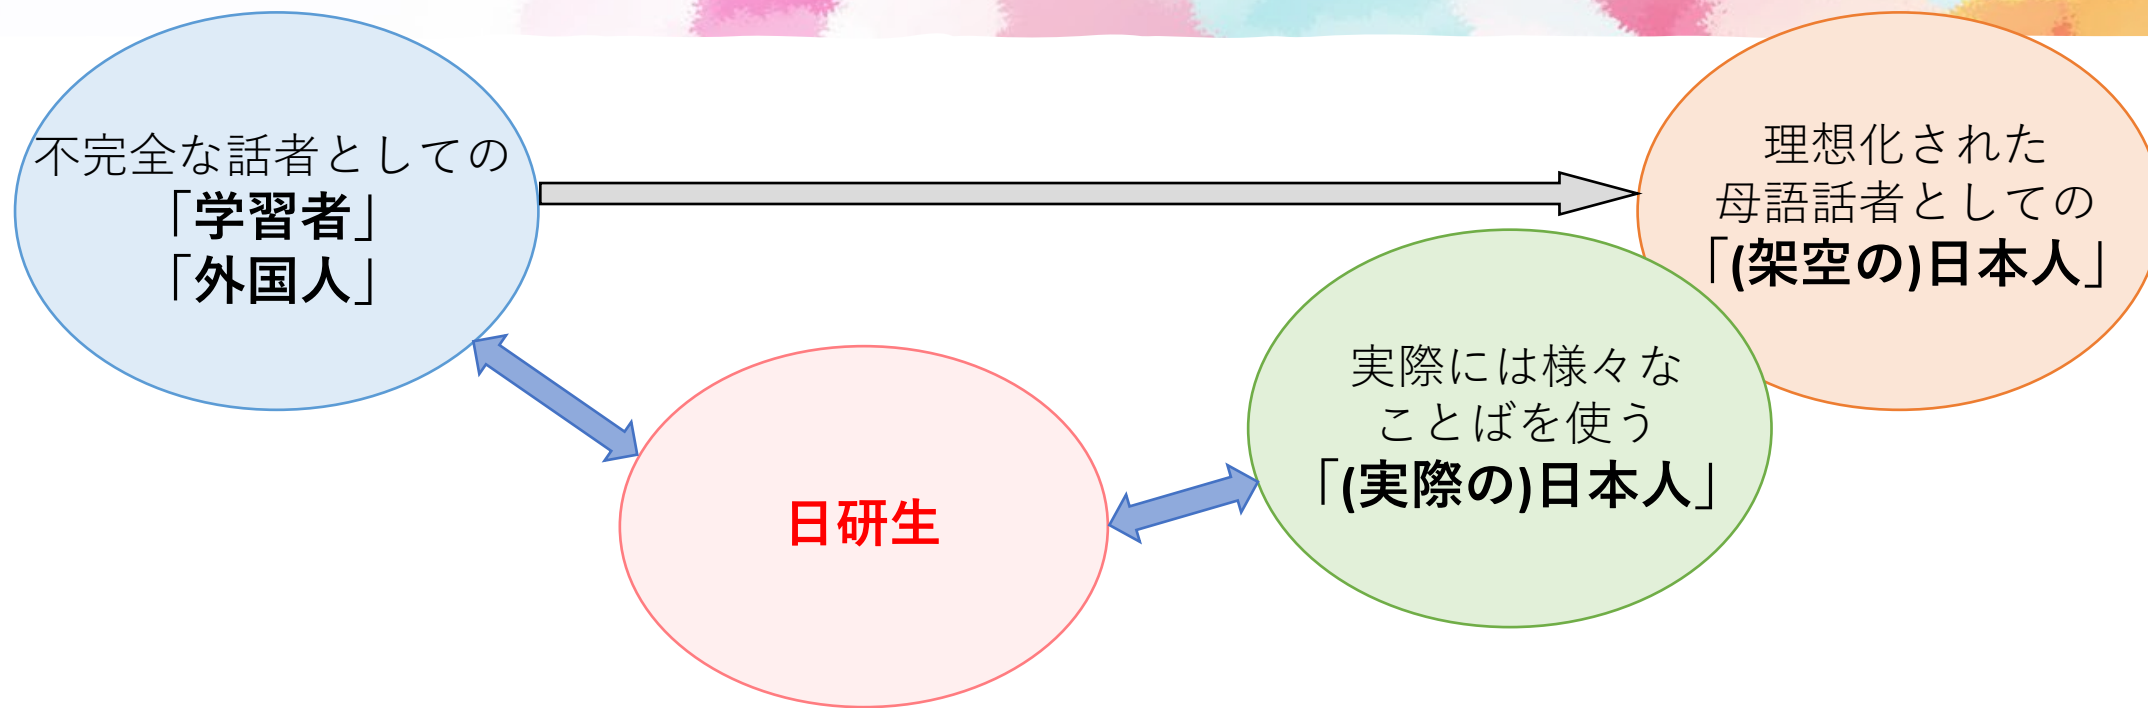 不完全な話者としての
「学習者」
「外国人」
理想化された
母語話者としての
「(架空の)日本人」
実際には様々な
ことばを使う
「(実際の)日本人」
日研生